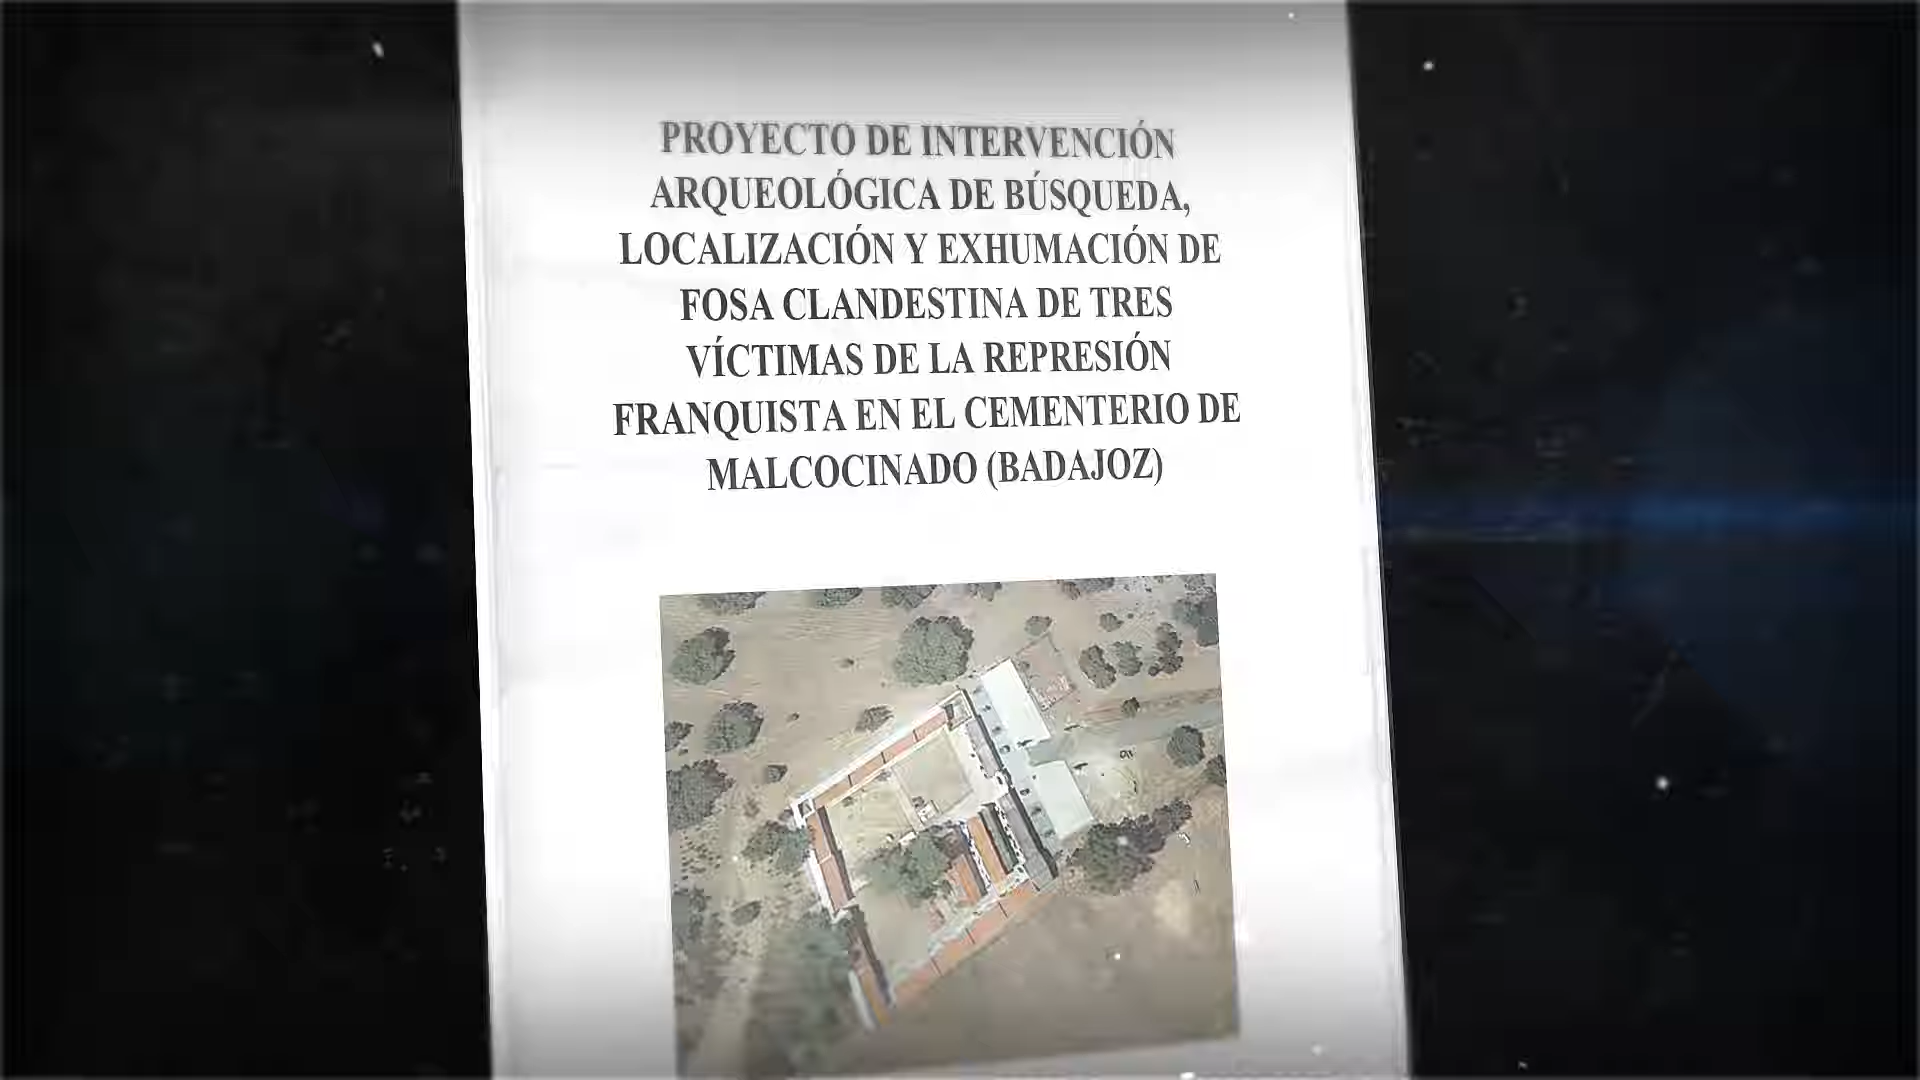 PROYECTO DE INTERVENCIÓN
ARQUEOLÓGICA DE BÚSQUEDA,
LOCALIZACIÓN Y EXHUMACIÓN DE
FOSA CLANDESTINA DE TRES
VÍCTIMAS DE LA REPRESIÓN
FRANQUISTA EN EL CEMENTERIO DE
MALCOCINADO (BADAJOZ)